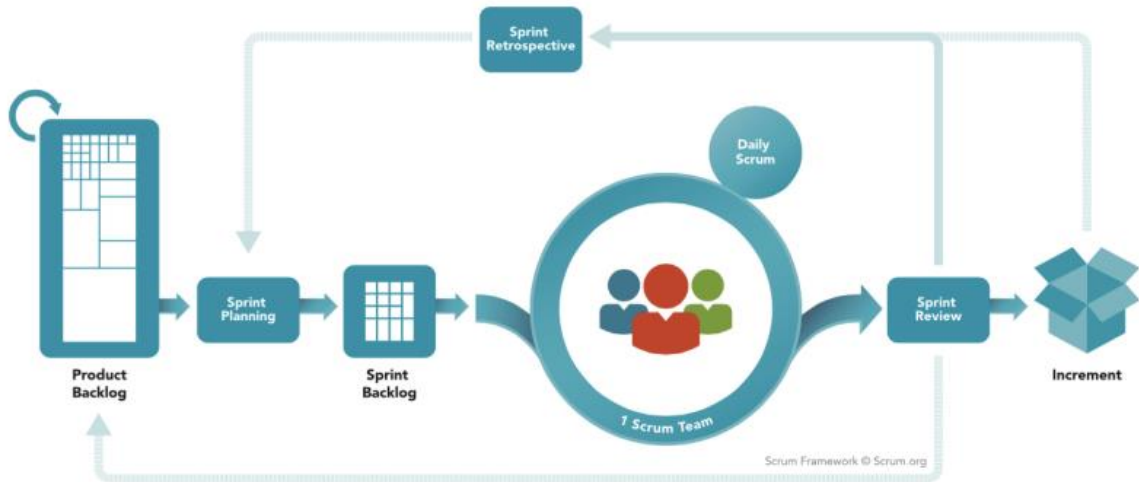 Sprint
Retrospective
Daily
Scrum
Sprint
Planning
Sprint
Review
Product
Backlog
Sprint
Backlog
1 Scrum Team
Increment
Scrum Framework © Scrum.org